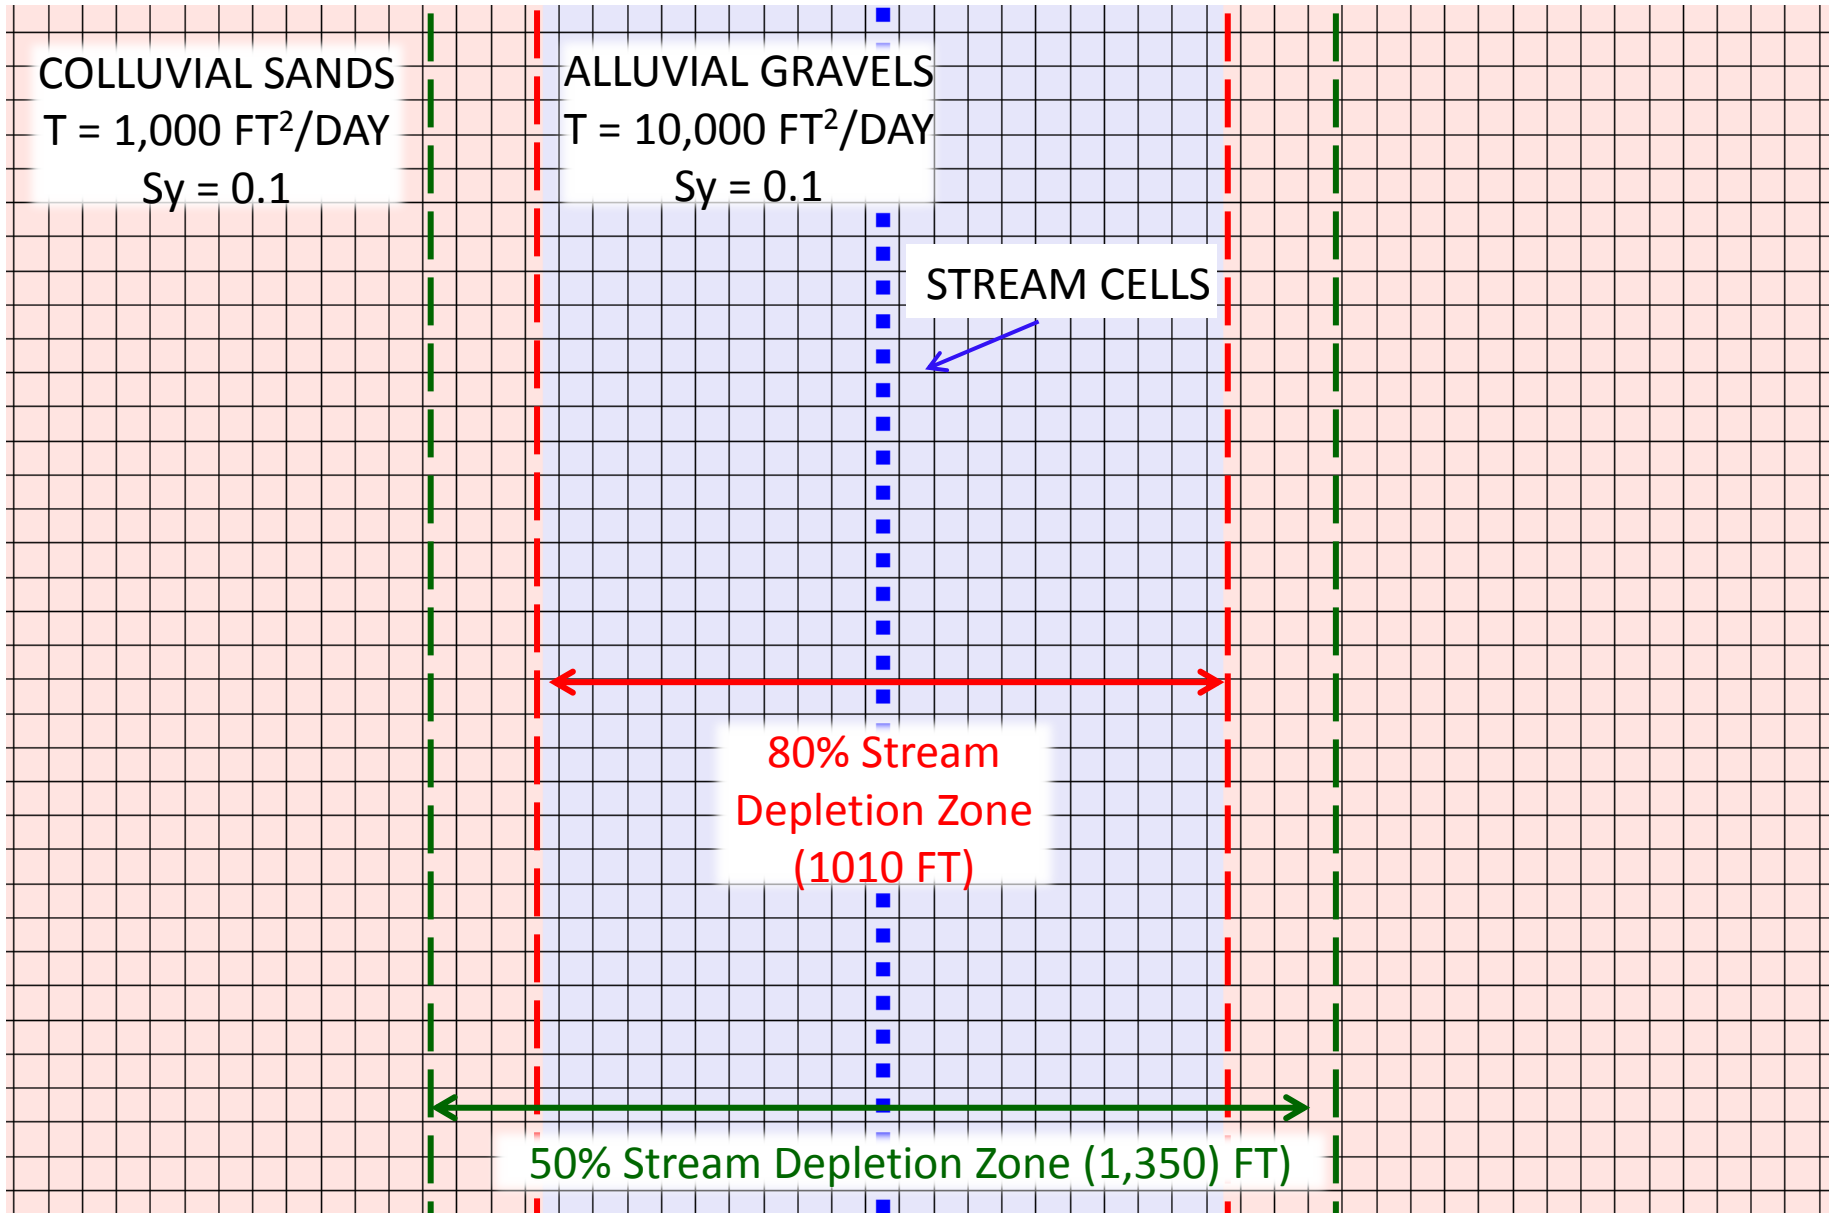 COLLUVIAL SANDS
T = 1,000 FT²/DAY
Sy = 0.1
ALLUVIAL GRAVELS
T = 10,000 FT²/DAY
Sy = 0.1
STREAM CELLS
80% Stream
Depletion Zone
(1010 FT)
50% Stream Depletion Zone (1,350) FT)